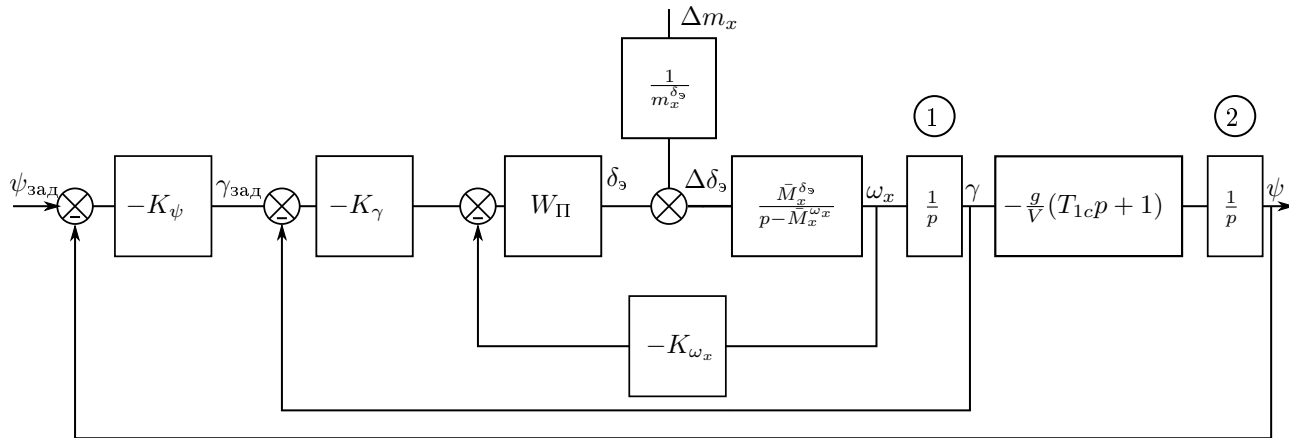 Δm_x
1/m_x^{δ_э}
1 2
ψ_зад -K_ψ γ_зад -K_γ W_П δ_э Δδ_э M̄_x^{δ_э}/(p-M̄_x^{ω_x}) ω_x 1/p γ -g/V(T_{1c}p+1) 1/p ψ
- - -
-K_{ω_x}